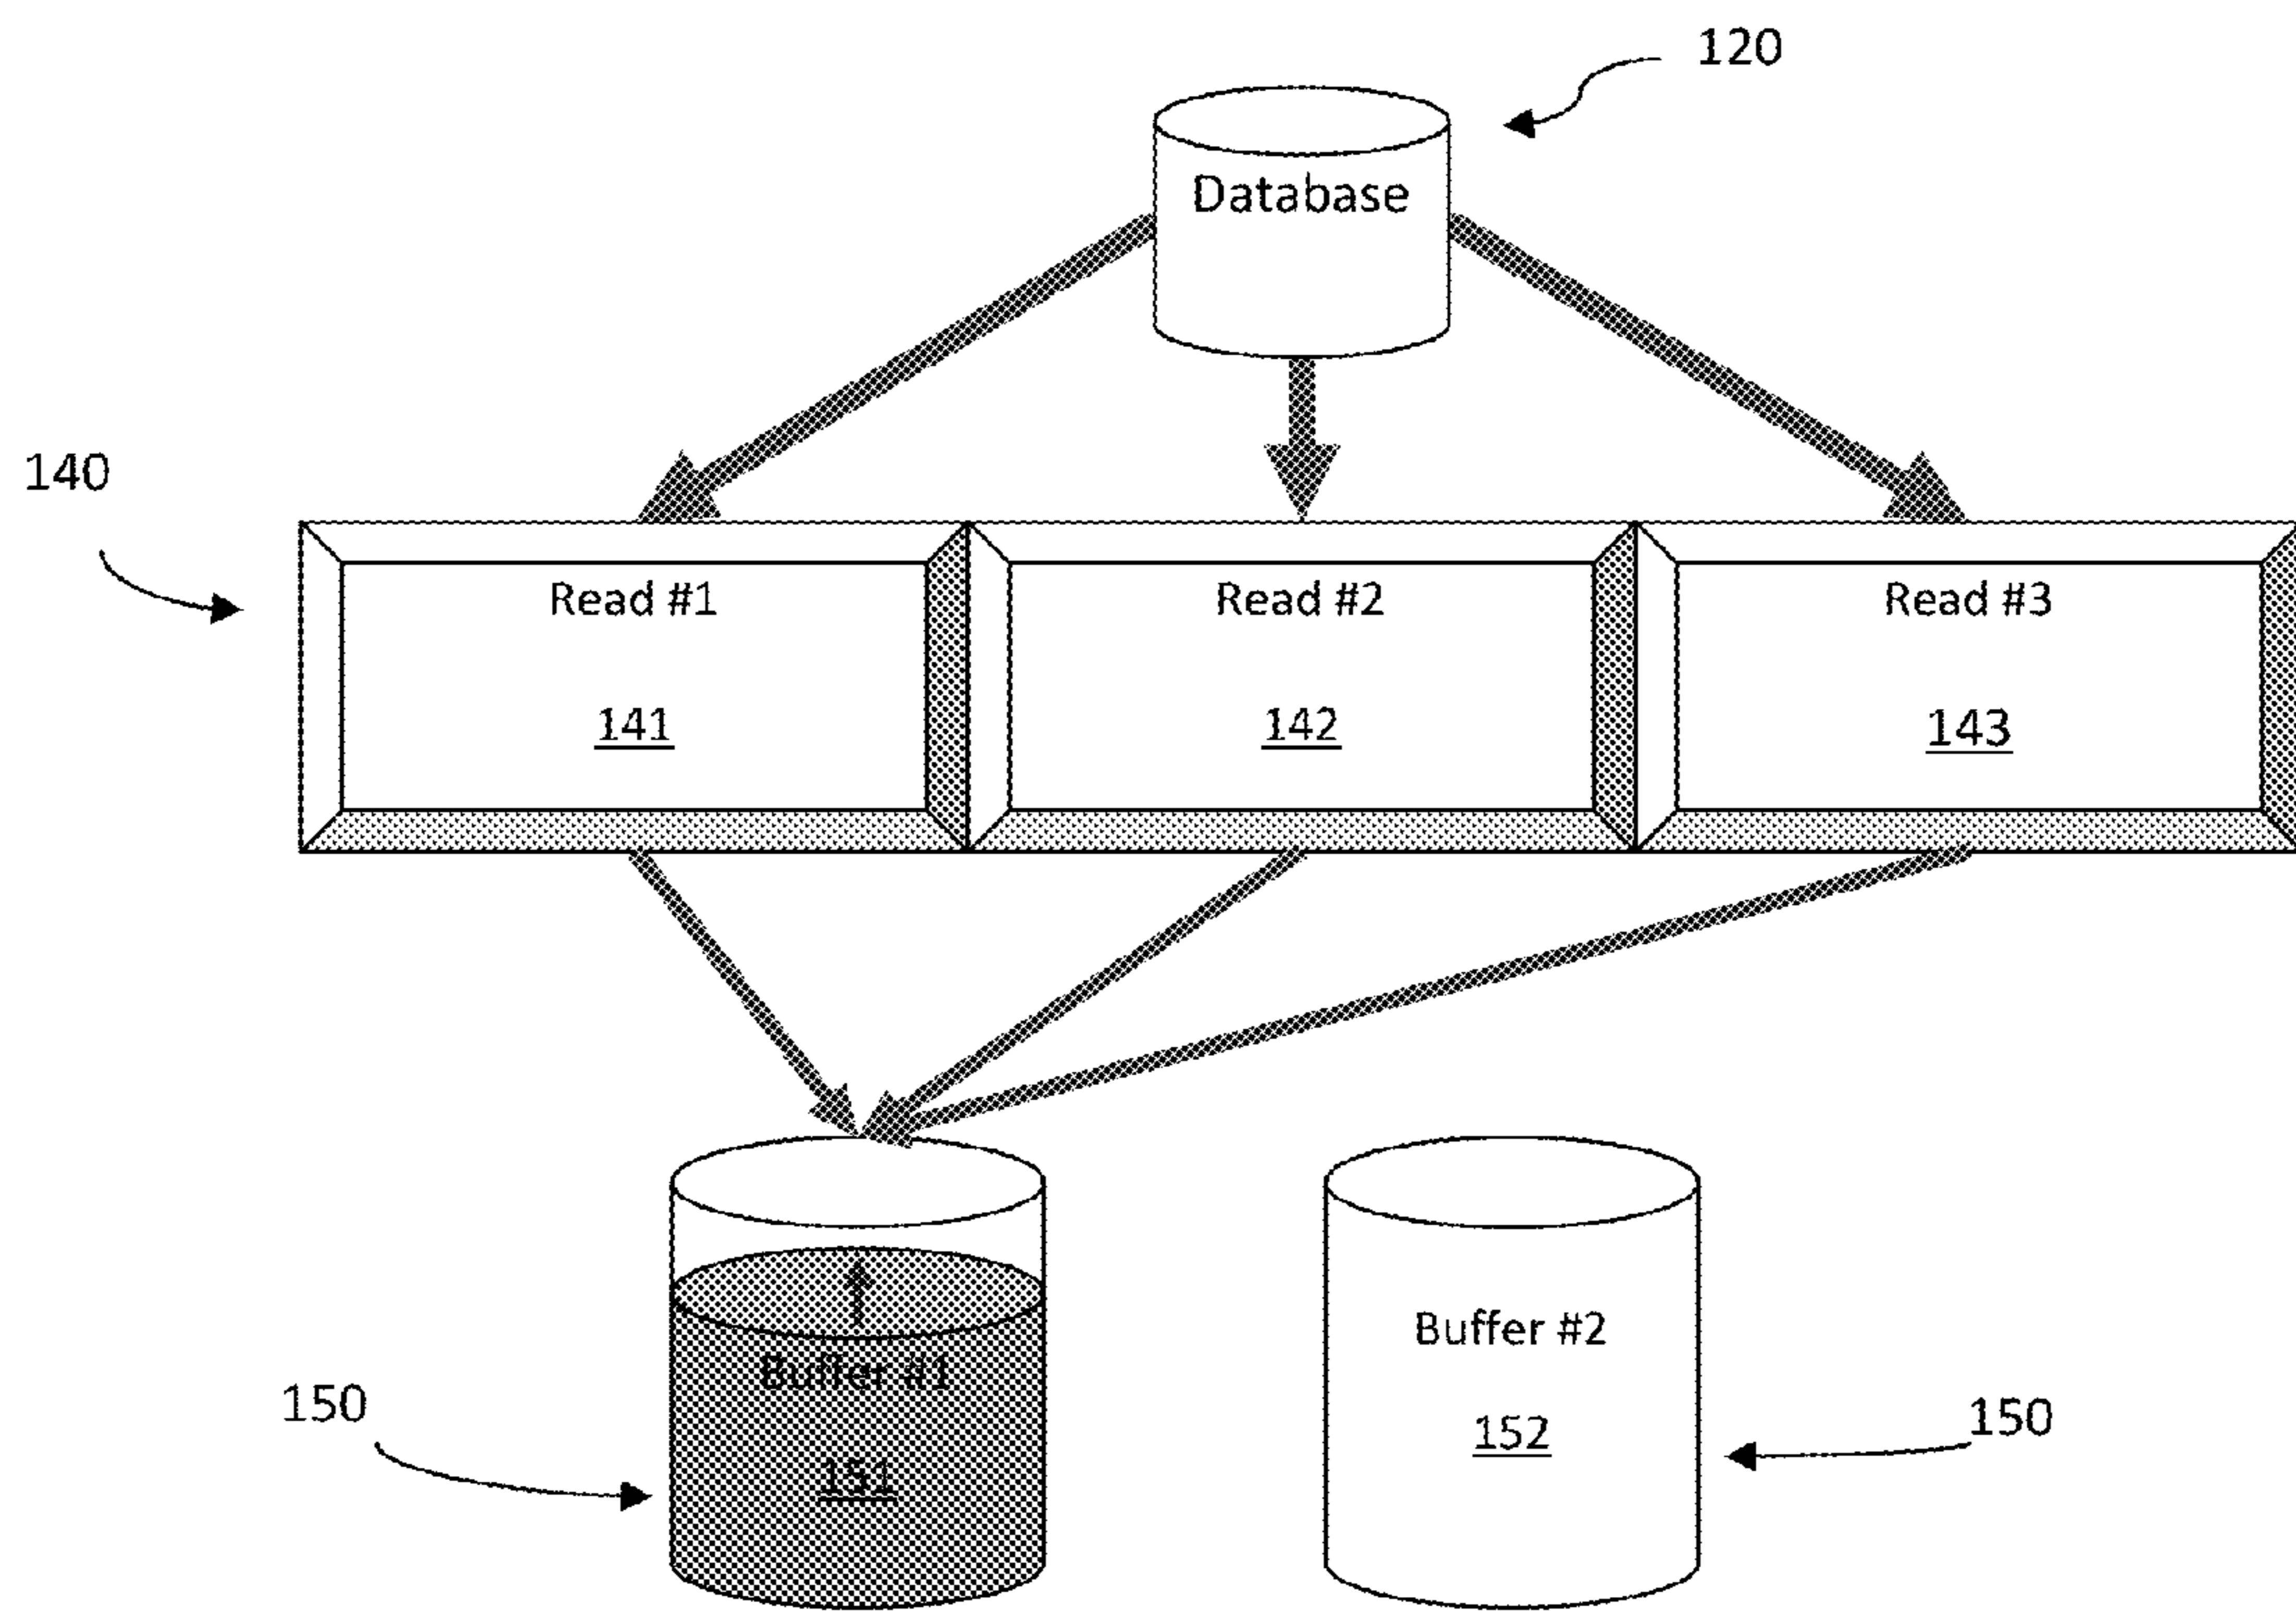 120
Database
140
Read #1
Read #2
Read #3
141
142
143
Buffer #1
Buffer #2
150
150
151
152